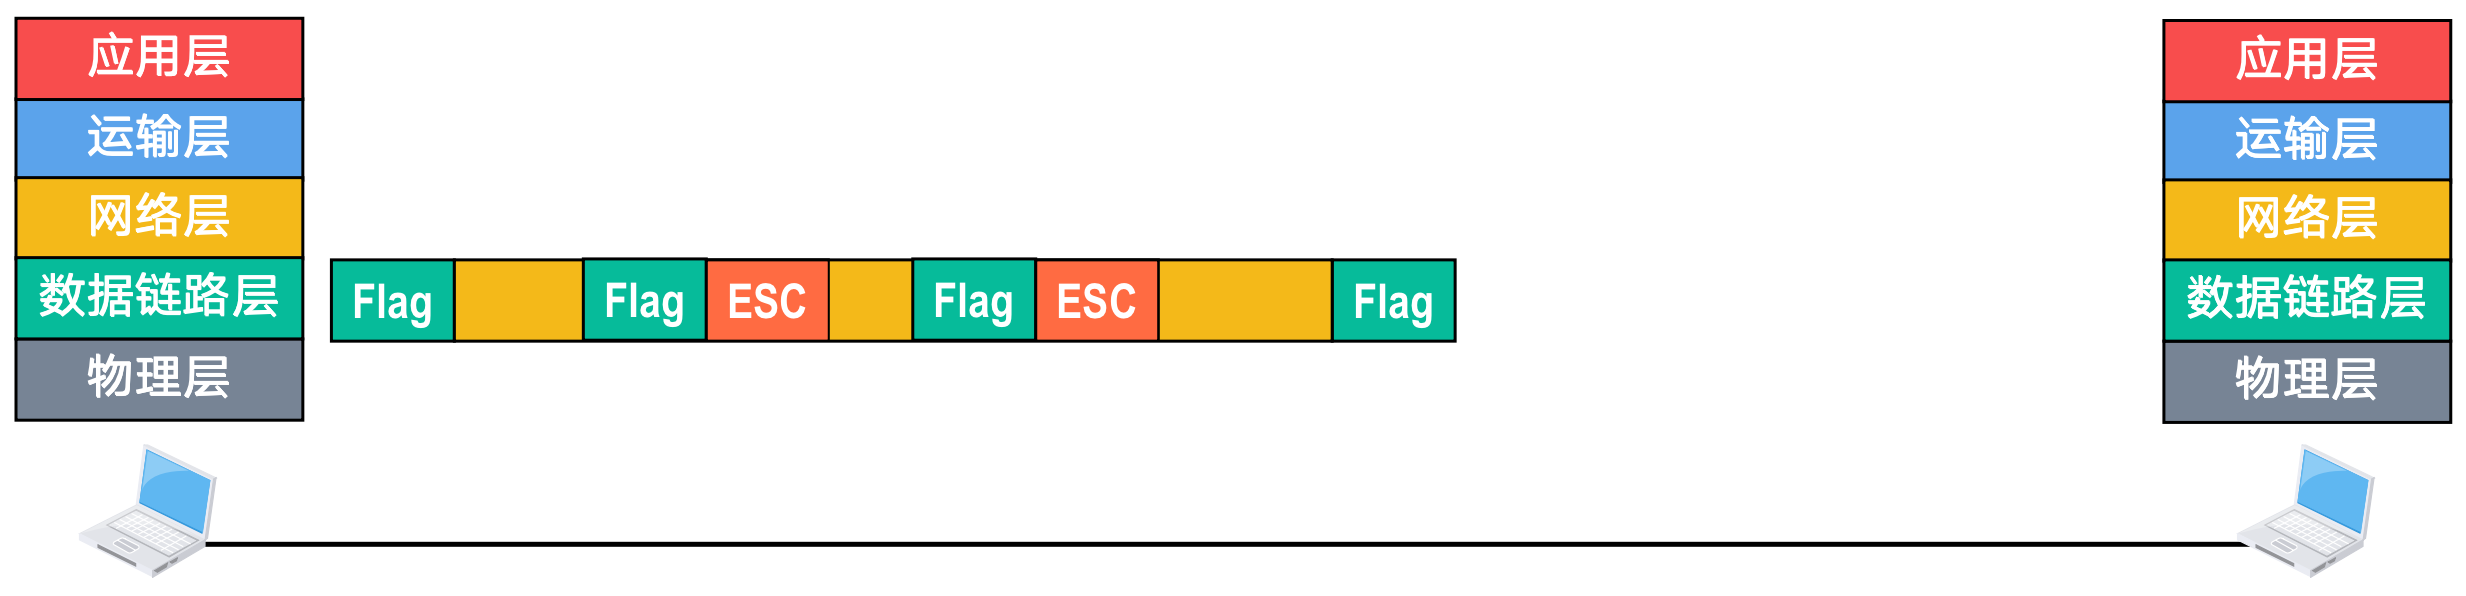 应用层
运输层
网络层
数据链路层
物理层
Flag Flag ESC Flag ESC Flag
应用层
运输层
网络层
数据链路层
物理层